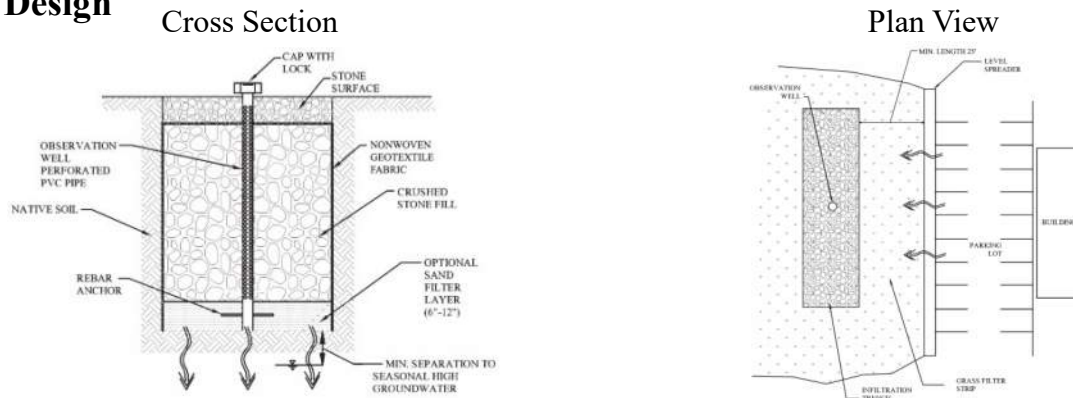 Design
Cross Section
Plan View
CAP WITH
LOCK
STONE
SURFACE
OBSERVATION
WELL
PERFORATED
PVC PIPE
NONWOVEN
GEOTEXTILE
FABRIC
CRUSHED
STONE FILL
NATIVE SOIL
REBAR
ANCHOR
OPTIONAL
SAND
FILTER
LAYER
(6"-12")
MIN. SEPARATION TO
SEASONAL HIGH
GROUNDWATER
MIN. LENGTH 25'
LEVEL
SPREADER
OBSERVATION
WELL
BUILDING
PARKING
LOT
GRASS FILTER
STRIP
INFILTRATION